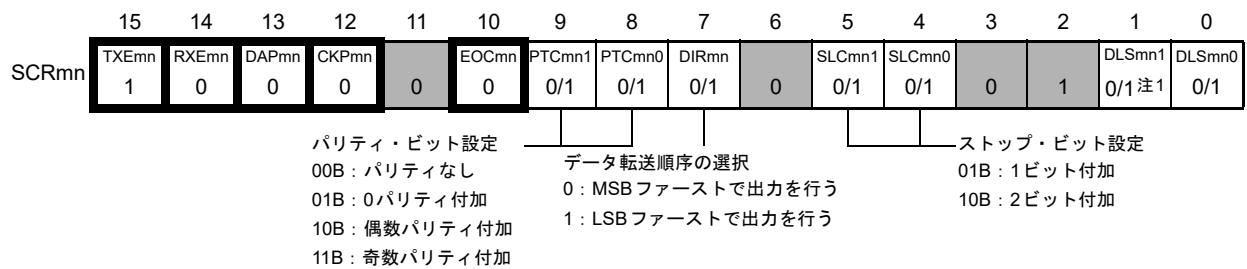 15 14 13 12 11 10 9 8 7 6 5 4 3 2 1 0
SCRmn
TXEmn RXEmn DAPmn CKPmn EOCmn PTCmn1 PTCmn0 DIRmn SLCmn1 SLCmn0 DLSmn1 DLSmn0
1 0 0 0 0 0 0/1 0/1 0/1 0 0/1 0/1 0 1 0/1注1 0/1
パリティ・ビット設定
00B:パリティなし
01B:0パリティ付加
10B:偶数パリティ付加
11B:奇数パリティ付加
データ転送順序の選択
0:MSBファーストで出力を行う
1:LSBファーストで出力を行う
ストップ・ビット設定
01B:1ビット付加
10B:2ビット付加